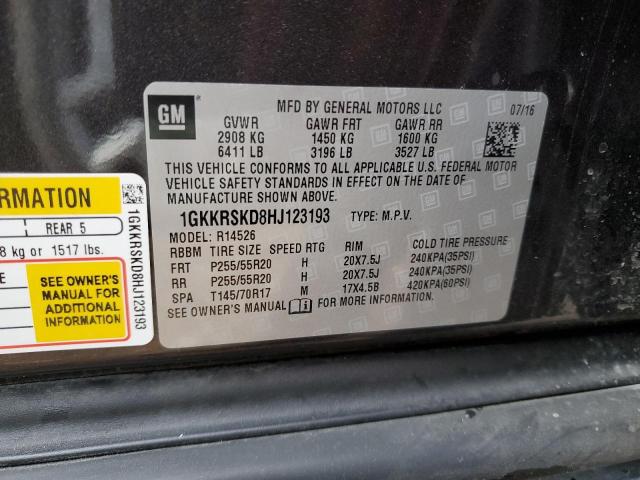 GM
MFD BY GENERAL MOTORS LLC 07/16
GVWR GAWR FRT GAWR RR
2908 KG 1450 KG 1600 KG
6411 LB 3196 LB 3527 LB
THIS VEHICLE CONFORMS TO ALL APPLICABLE U.S. FEDERAL MOTOR
VEHICLE SAFETY STANDARDS IN EFFECT ON THE DATE OF
MANUFACTURE SHOWN ABOVE.
1GKKRSKD8HJ123193 TYPE: M.P.V.
MODEL: R14526
RBBM TIRE SIZE SPEED RTG RIM COLD TIRE PRESSURE
FRT P255/55R20 H 20X7.5J 240KPA(35PSI)
RR P255/55R20 H 20X7.5J 240KPA(35PSI)
SPA T145/70R17 M 17X4.5B 420KPA(60PSI)
SEE OWNER'S MANUAL FOR MORE INFORMATION
REAR 5
8 kg or 1517 lbs.
SEE OWNER'S
MANUAL FOR
ADDITIONAL
INFORMATION
1GKKRSKD8HJ123193